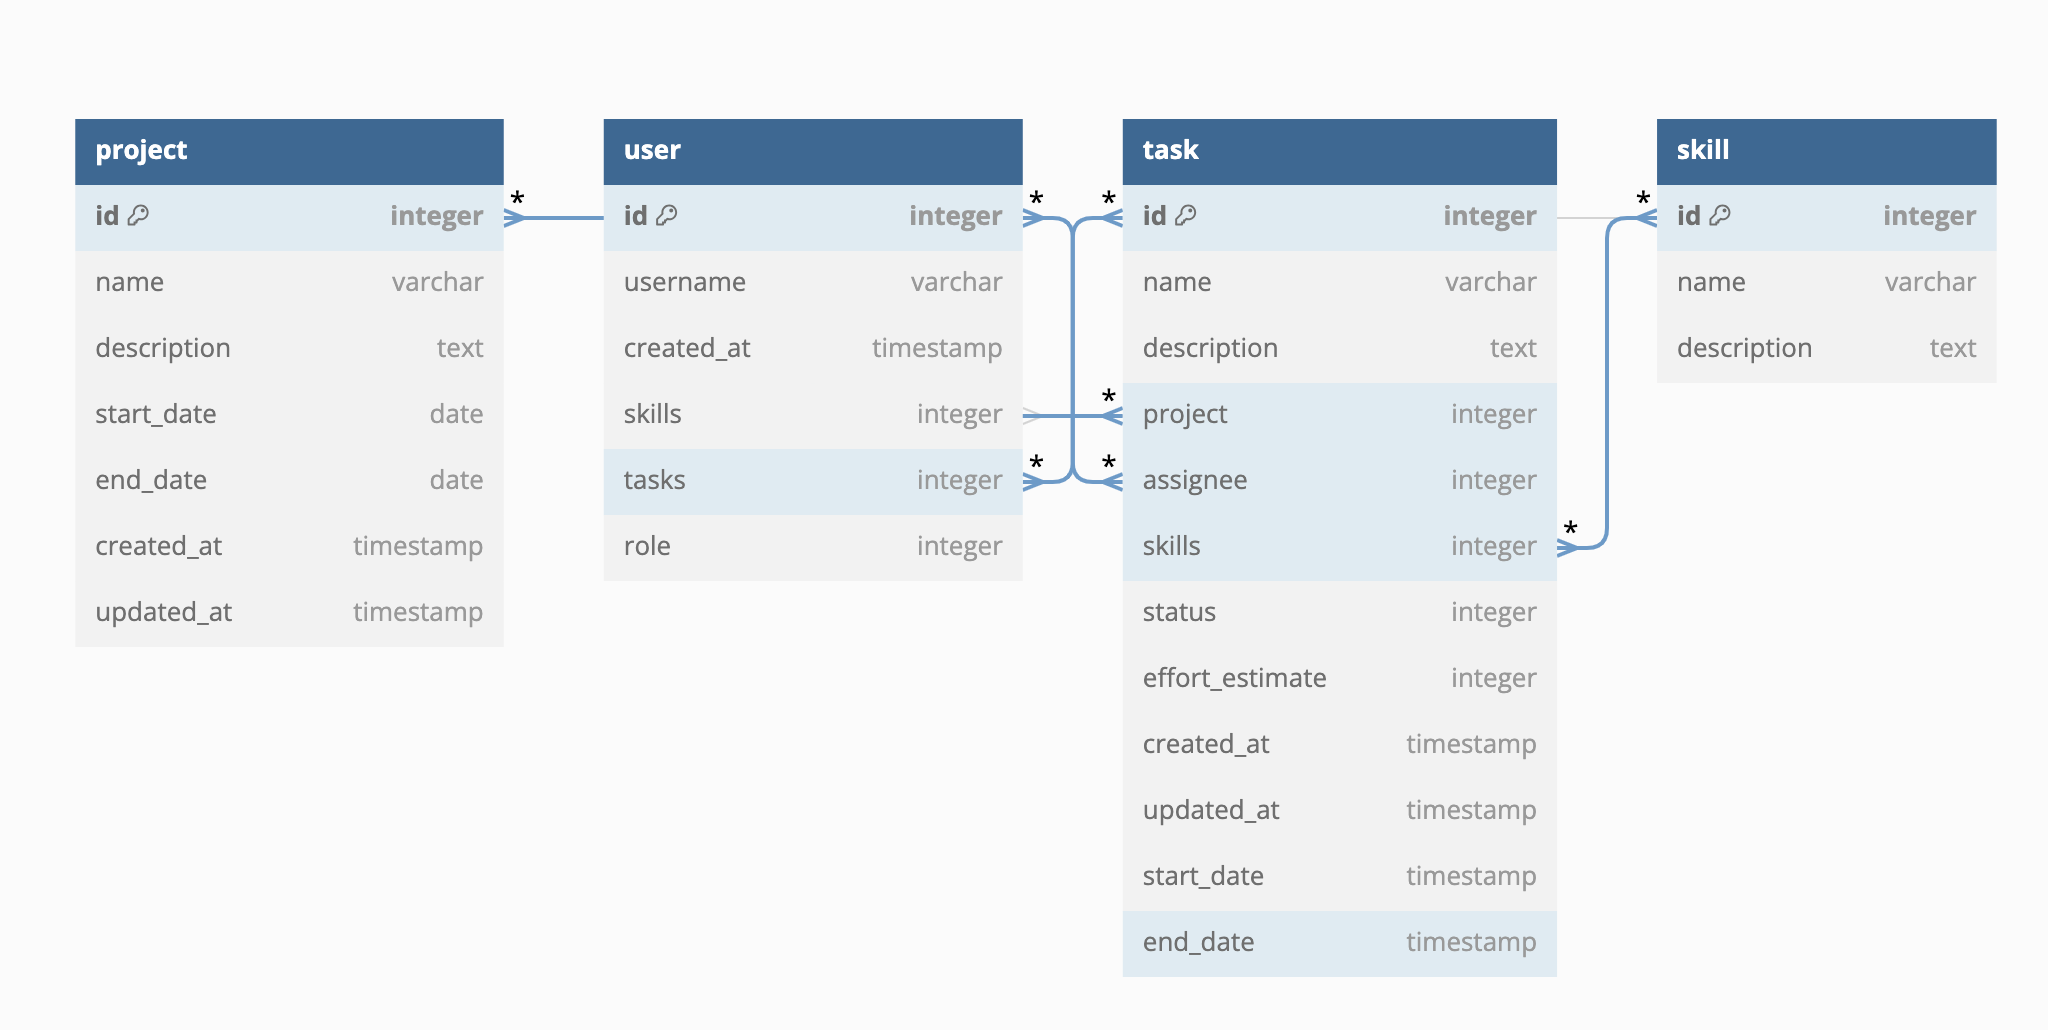 project
id integer
name varchar
description text
start_date date
end_date date
created_at timestamp
updated_at timestamp
*
user
id integer
username varchar
created_at timestamp
skills integer
tasks integer
role integer
* *
*
* *
task
id integer
name varchar
description text
project integer
assignee integer
skills integer
status integer
effort_estimate integer
created_at timestamp
updated_at timestamp
start_date timestamp
end_date timestamp
*
*
skill
id integer
name varchar
description text